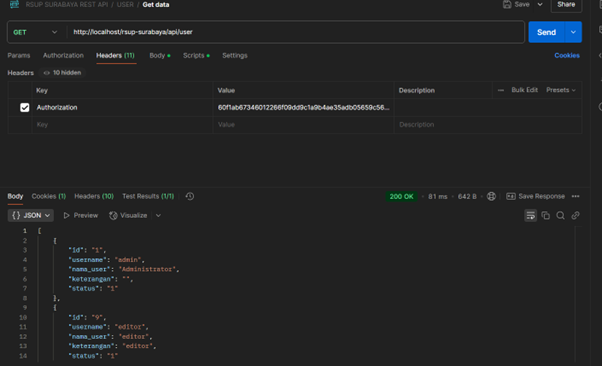 RSUP SURABAYA REST API / USER / Get data
Save
Share
GET
http://localhost/rsup-surabaya/api/user
Send
Params Authorization Headers (11) Body Scripts Settings
Cookies
Headers 10 hidden
Key Value Description ... Bulk Edit Presets
Authorization 60f1ab67346012266f09dd9c1a9b4ae35adb05659c56...
Key Value Description
Body Cookies (1) Headers (10) Test Results (1/1)
200 OK 81 ms 642 B Save Response ...
{} JSON Preview Visualize
1 [
2 {
3 "id": "1",
4 "username": "admin",
5 "nama_user": "Administrator",
6 "keterangan": "",
7 "status": "1"
8 },
9 {
10 "id": "9",
11 "username": "editor",
12 "nama_user": "editor",
13 "keterangan": "editor",
14 "status": "1"